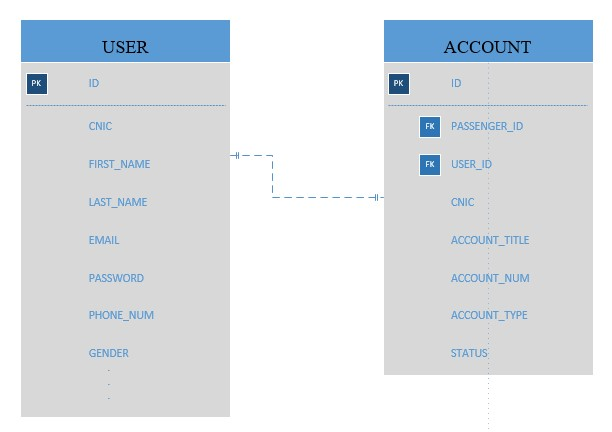 USER
PK ID
CNIC
FIRST_NAME
LAST_NAME
EMAIL
PASSWORD
PHONE_NUM
GENDER
.
.
.
ACCOUNT
PK ID
FK PASSENGER_ID
FK USER_ID
CNIC
ACCOUNT_TITLE
ACCOUNT_NUM
ACCOUNT_TYPE
STATUS